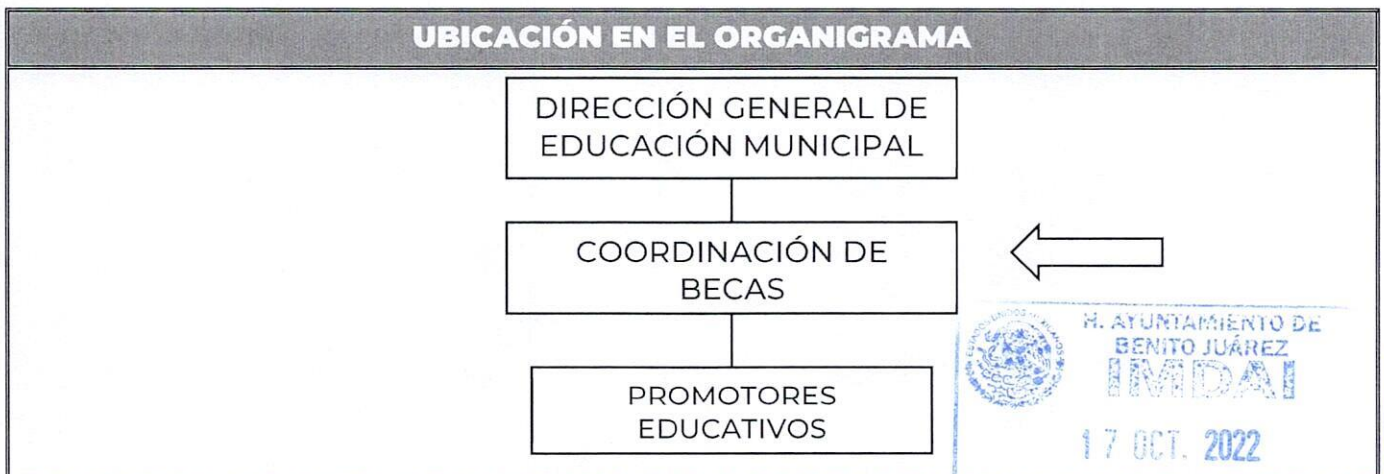 UBICACIÓN EN EL ORGANIGRAMA
DIRECCIÓN GENERAL DE
EDUCACIÓN MUNICIPAL
COORDINACIÓN DE
BECAS
PROMOTORES
EDUCATIVOS
H. AYUNTAMIENTO DE
BENITO JUÁREZ
IMDAI
17 OCT. 2022